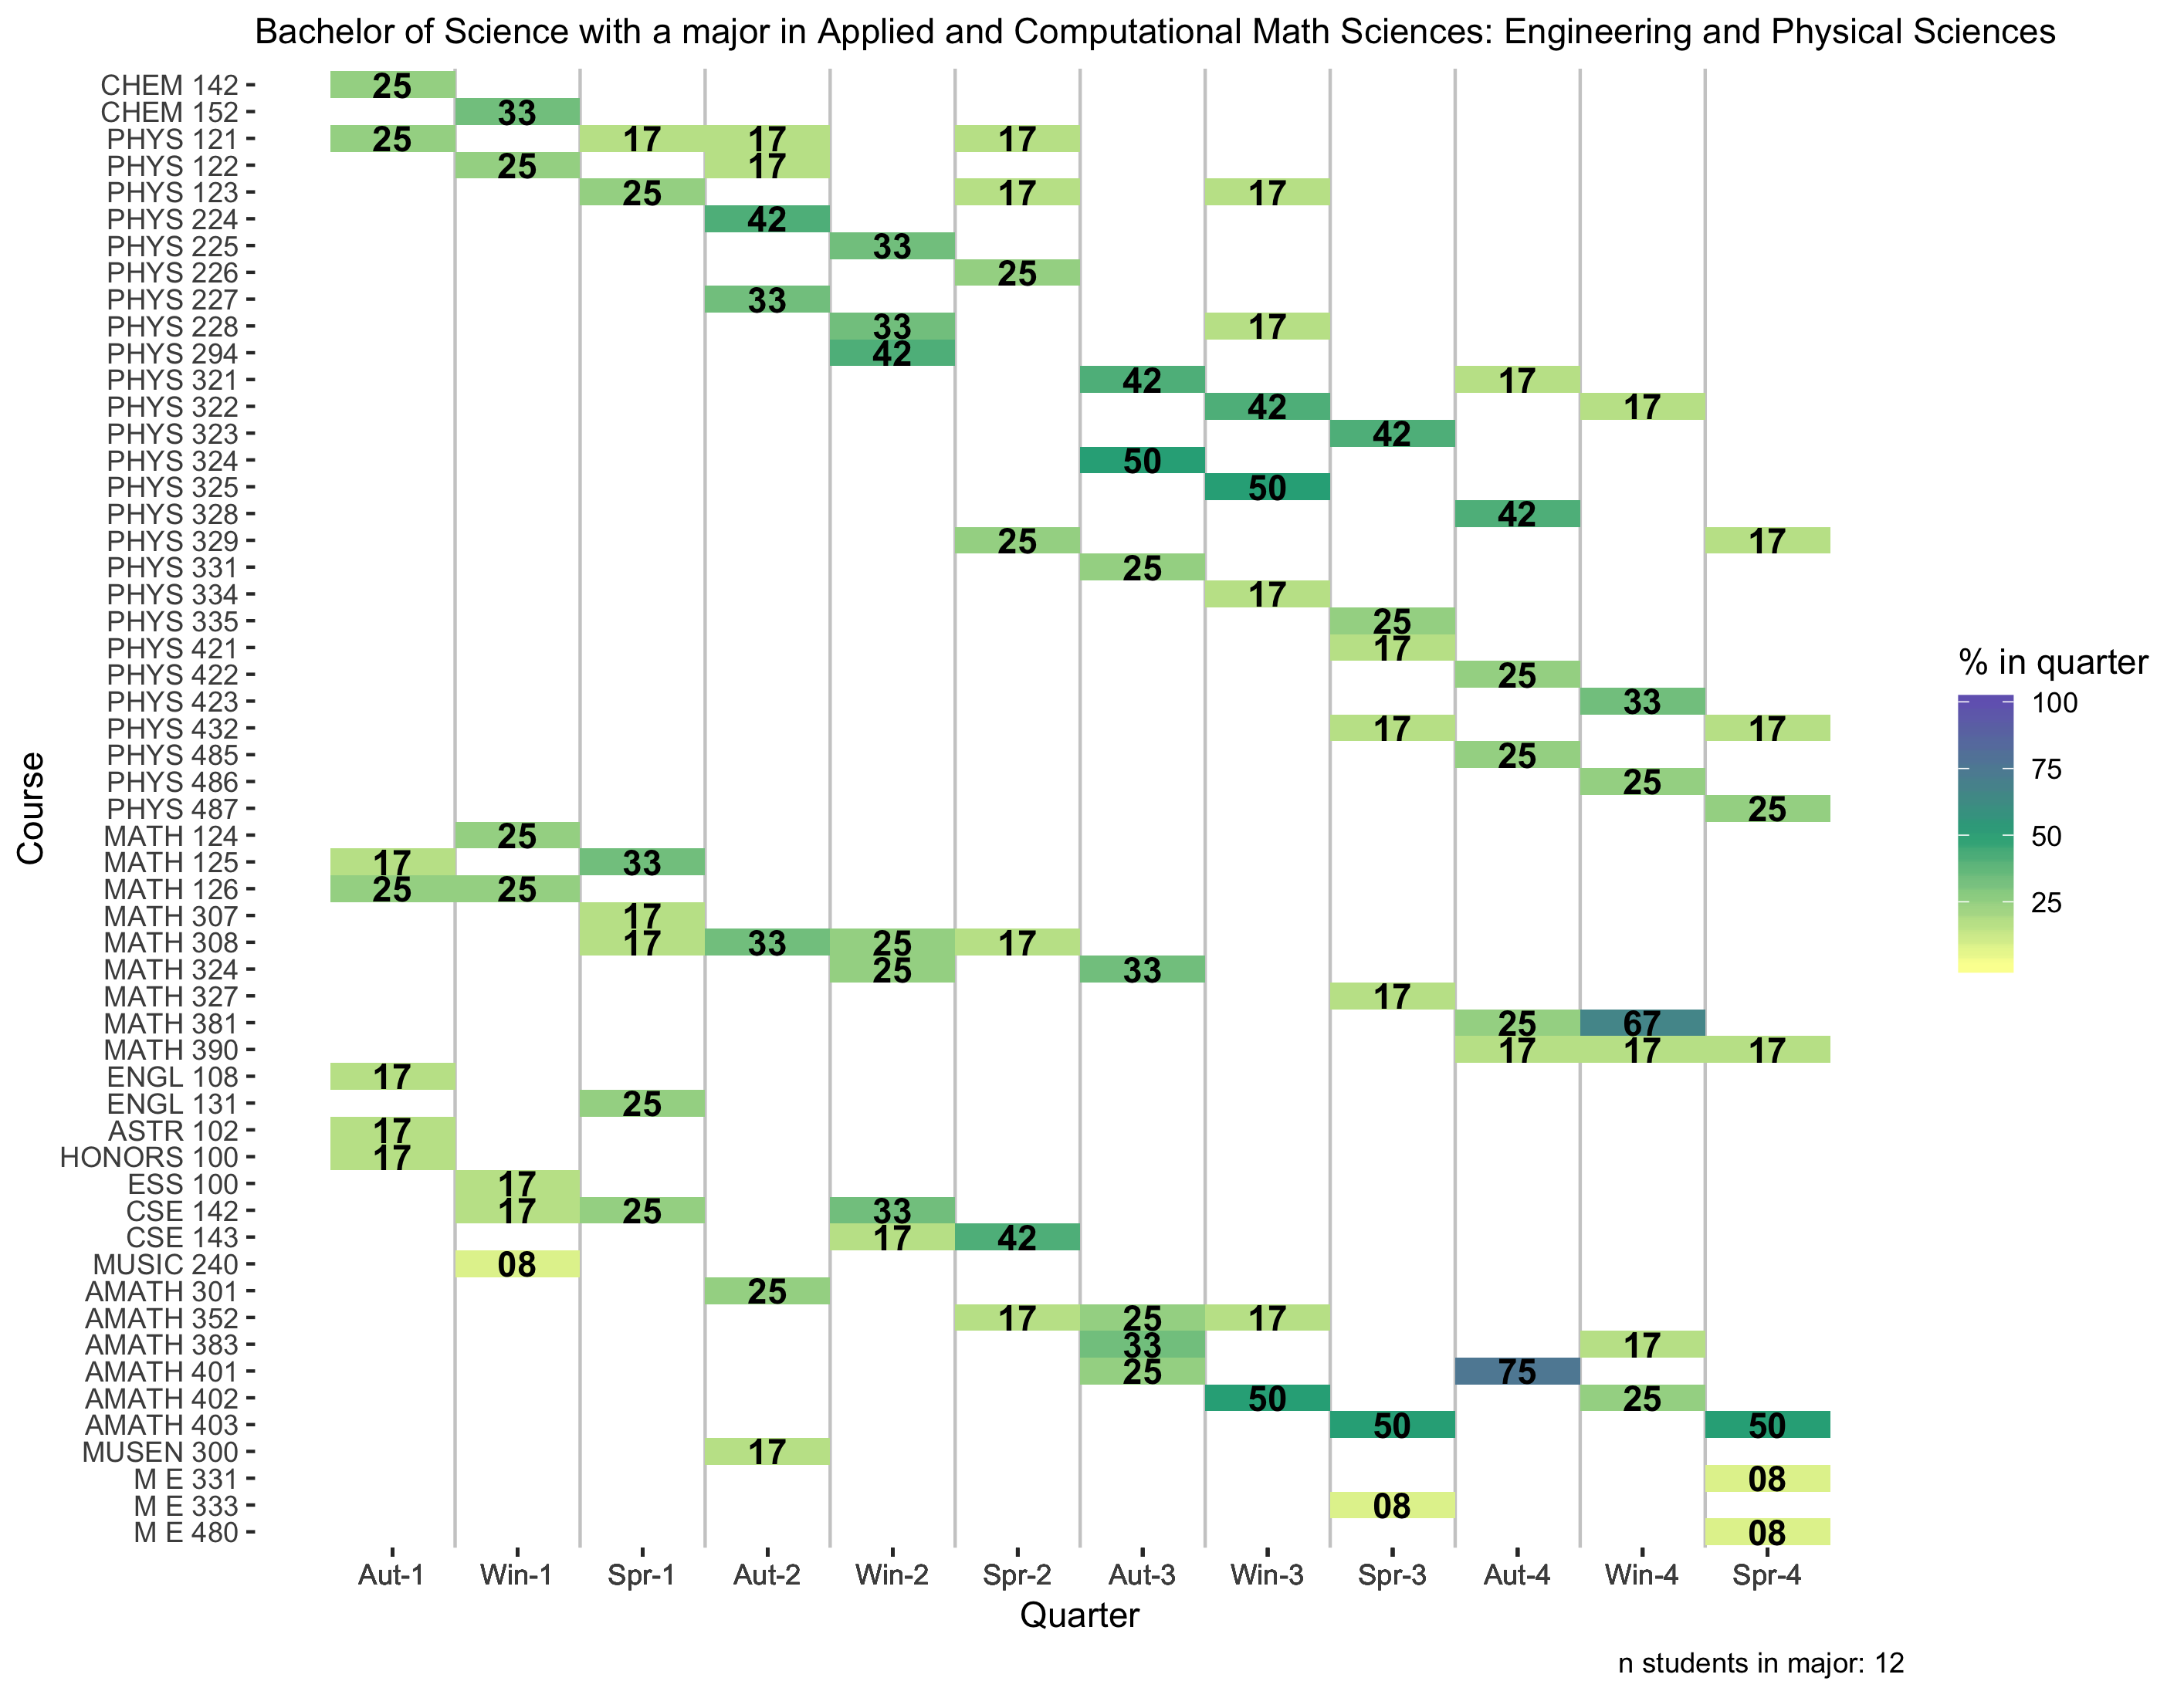 Bachelor of Science with a major in Applied and Computational Math Sciences: Engineering and Physical Sciences
CHEM 142 25
CHEM 152 33
PHYS 121 25 17 17 17
PHYS 122 25 17
PHYS 123 25 17 17
PHYS 224 42
PHYS 225 33
PHYS 226 25
PHYS 227 33
PHYS 228 33 17
PHYS 294 42
PHYS 321 42 17
PHYS 322 42 17
PHYS 323 42
PHYS 324 50
PHYS 325 50
PHYS 328 42
PHYS 329 25 17
PHYS 331 25
PHYS 334 17
PHYS 335 25
PHYS 421 17
PHYS 422 25
PHYS 423 33
PHYS 432 17 17
PHYS 485 25
PHYS 486 25
PHYS 487 25
MATH 124 25
MATH 125 17 33
MATH 126 25 25
MATH 307 17
MATH 308 17 33 25 17
MATH 324 25 33
MATH 327 17
MATH 381 25 67
MATH 390 17 17 17
ENGL 108 17
ENGL 131 25
ASTR 102 17
HONORS 100 17
ESS 100 17
CSE 142 17 25 33
CSE 143 17 42
MUSIC 240 08
AMATH 301 25
AMATH 352 17 25 17
AMATH 383 33 17
AMATH 401 25 75
AMATH 402 50 25
AMATH 403 50 50
MUSEN 300 17
M E 331 08
M E 333 08
M E 480 08
Course
Aut-1 Win-1 Spr-1 Aut-2 Win-2 Spr-2 Aut-3 Win-3 Spr-3 Aut-4 Win-4 Spr-4
Quarter
% in quarter
100
75
50
25
n students in major: 12